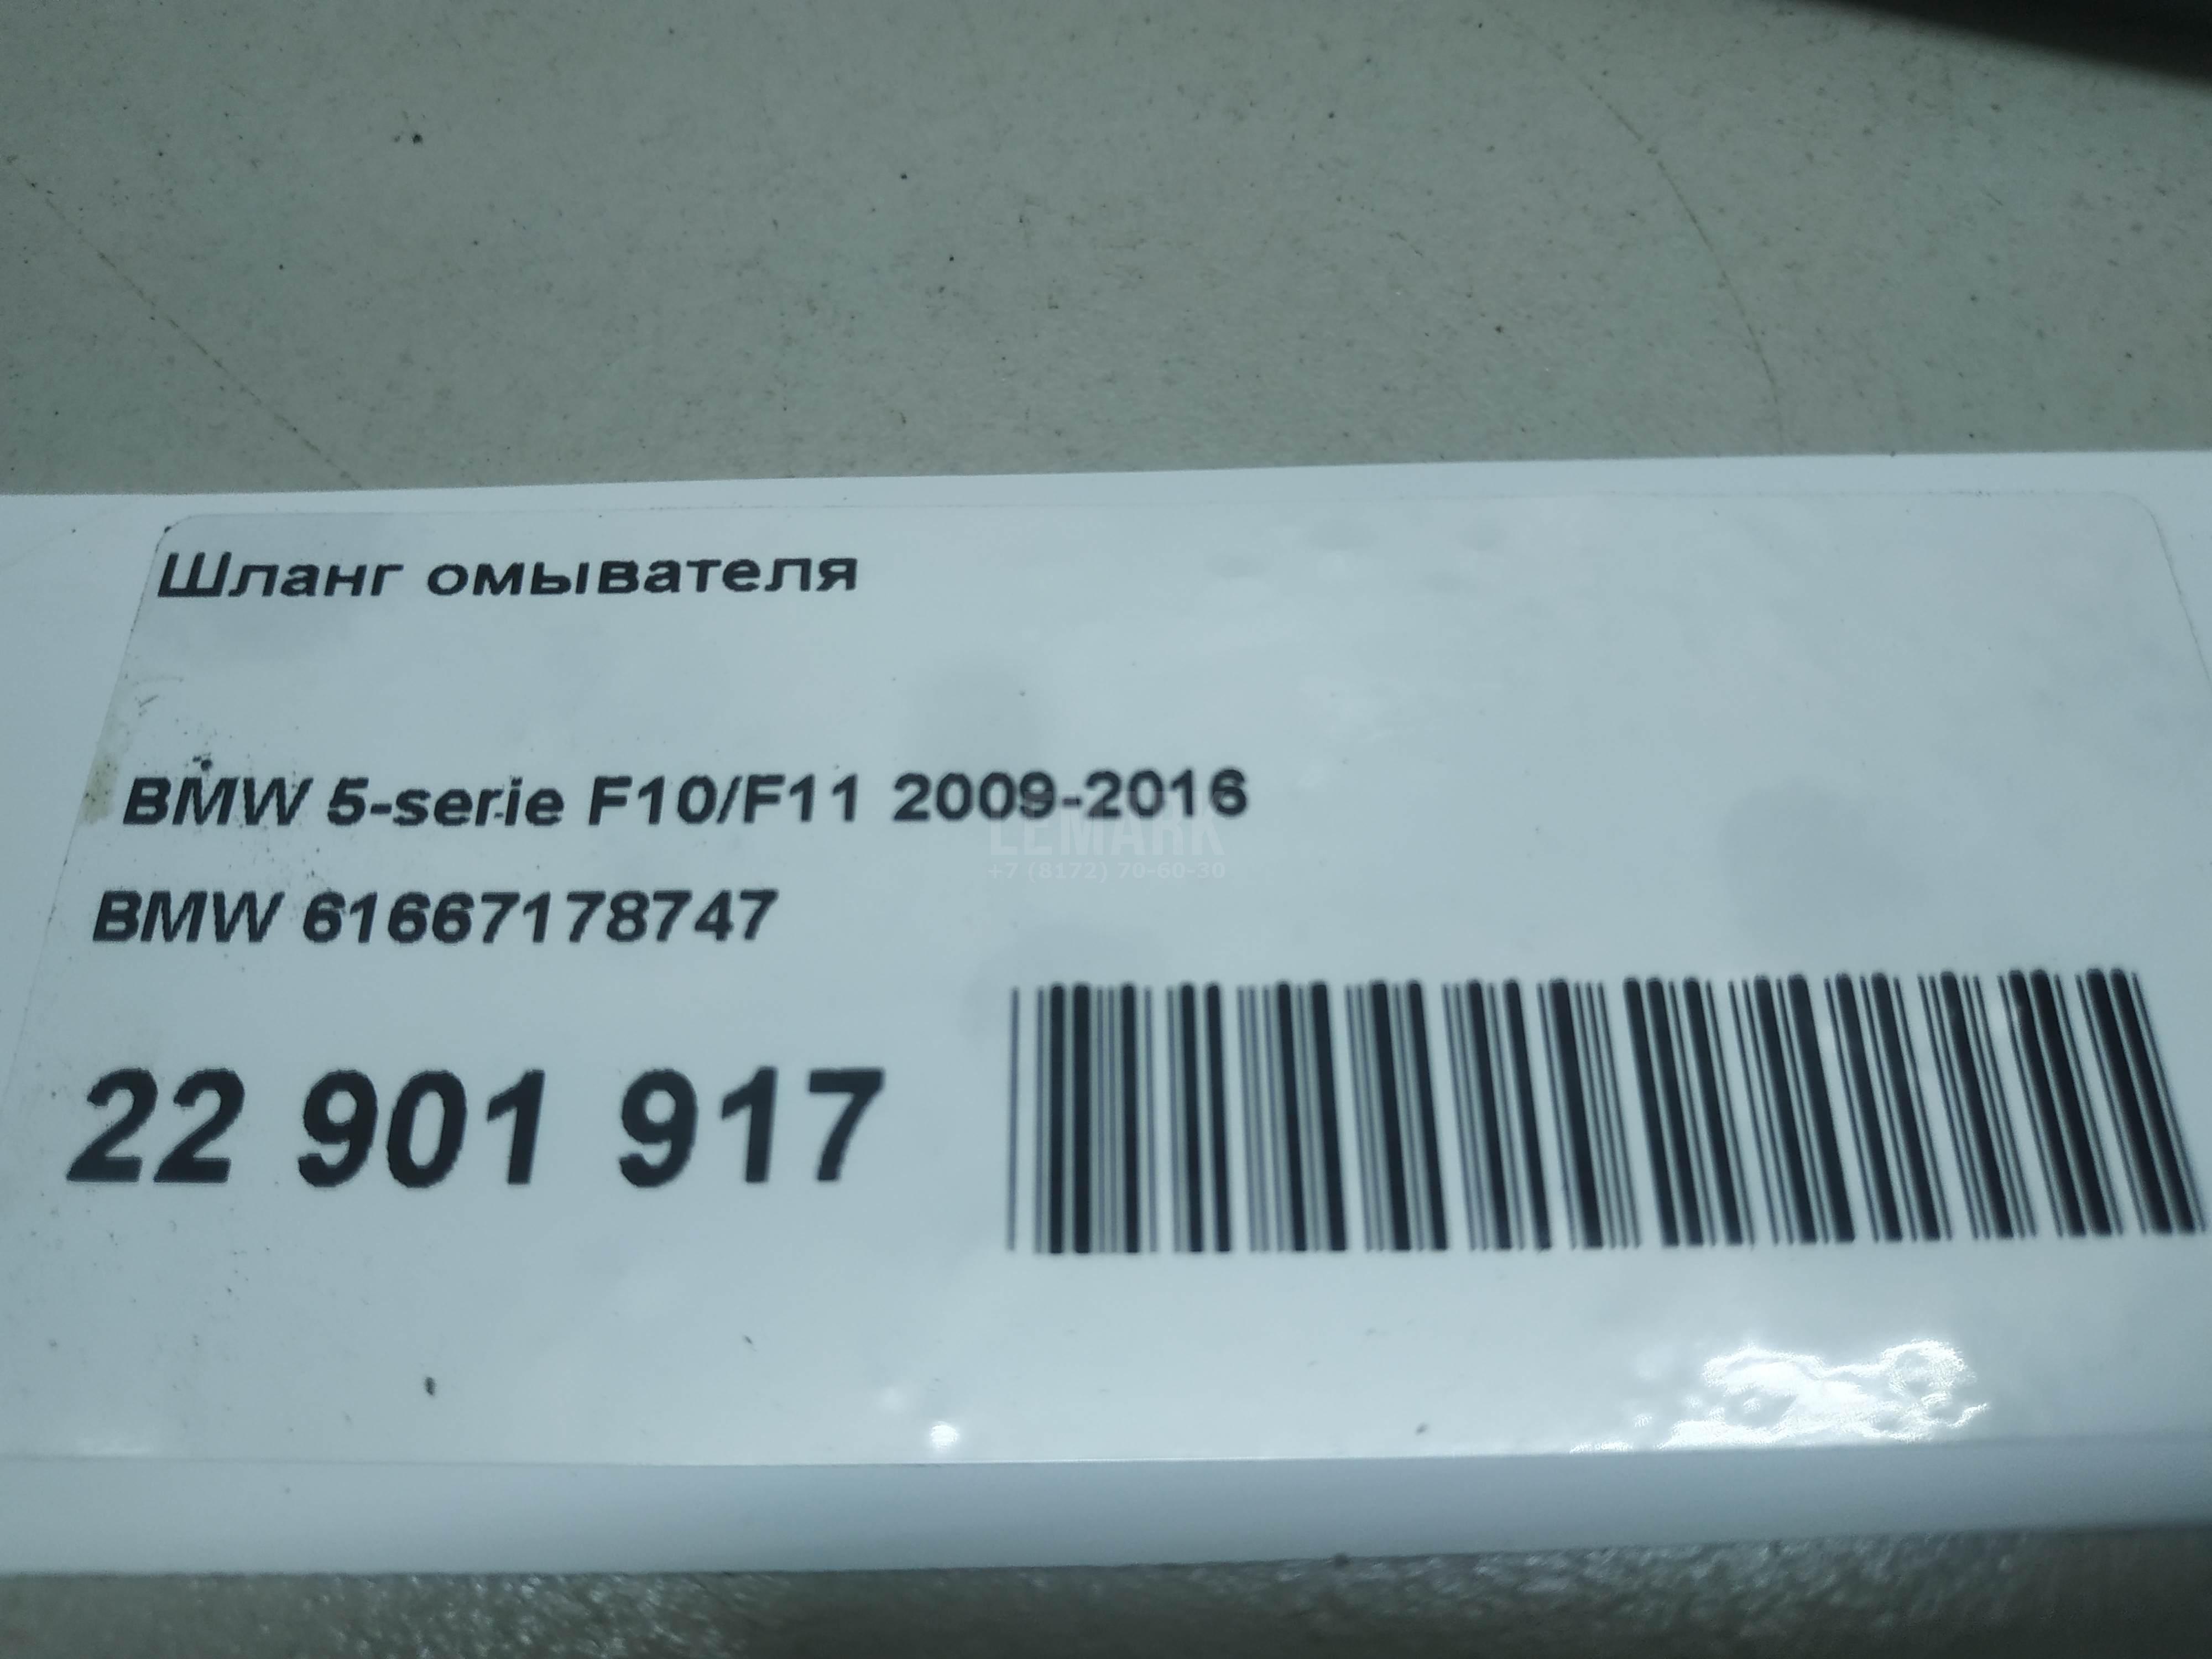 Шланг омывателя
BMW 5-serie F10/F11 2009-2016
LEMARK
+7 (8172) 70-60-30
BMW 61667178747
22 901 917